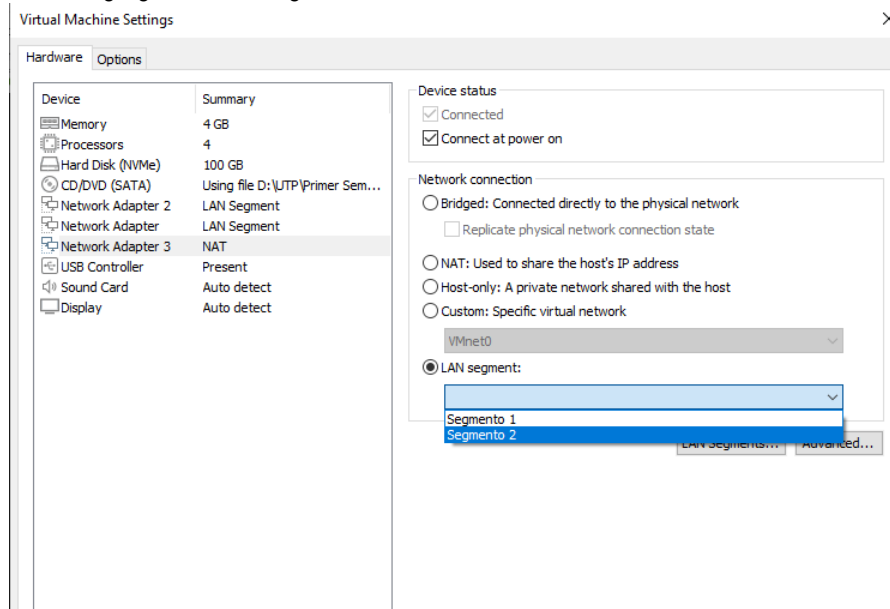 Virtual Machine Settings
Hardware Options
Device Summary
Memory 4 GB
Processors 4
Hard Disk (NVMe) 100 GB
CD/DVD (SATA) Using file D:\UTP\Primer Sem...
Network Adapter 2 LAN Segment
Network Adapter LAN Segment
Network Adapter 3 NAT
USB Controller Present
Sound Card Auto detect
Display Auto detect
Device status
Connected
Connect at power on
Network connection
Bridged: Connected directly to the physical network
Replicate physical network connection state
NAT: Used to share the host's IP address
Host-only: A private network shared with the host
Custom: Specific virtual network
VMnet0
LAN segment:
Segmento 1
Segmento 2
LAN Segments... Advanced...